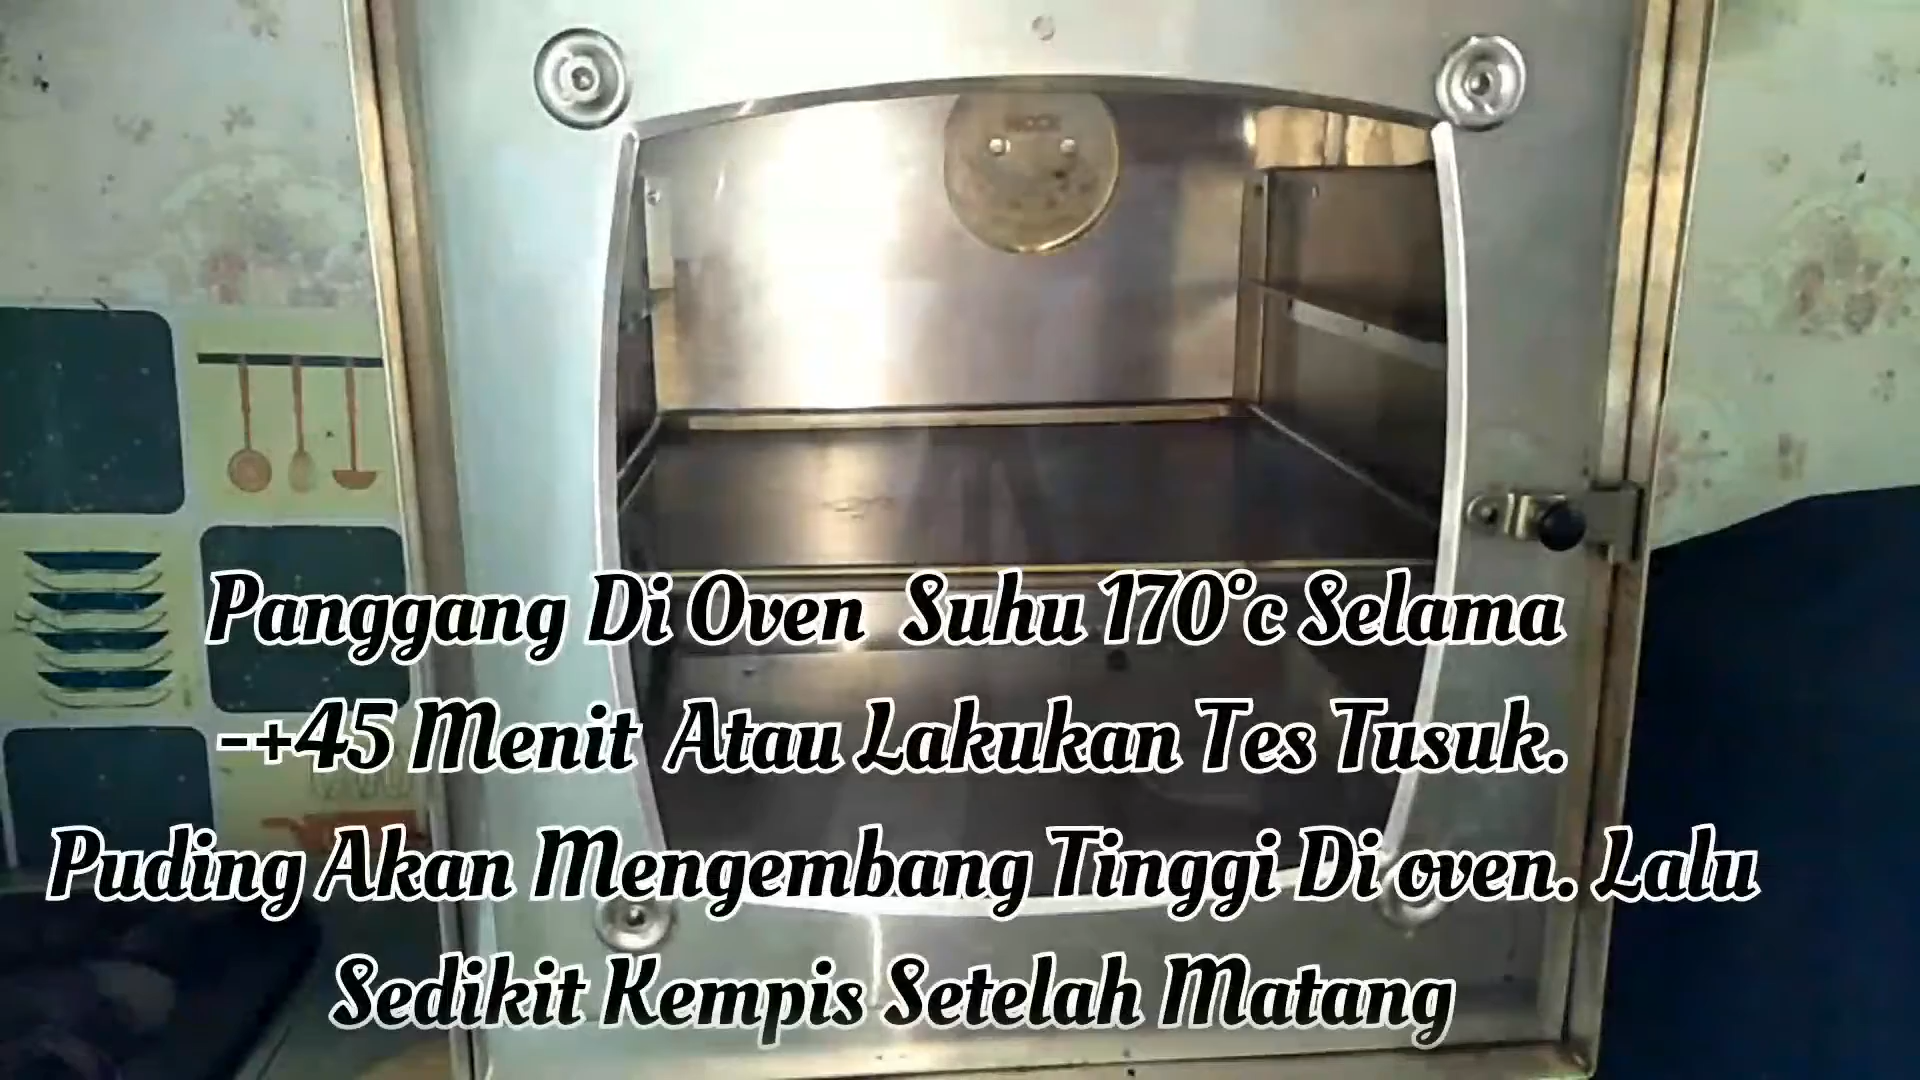 Panggang Di Oven Suhu 170°c Selama
-+45 Menit Atau Lakukan Tes Tusuk.
Puding Akan Mengembang Tinggi Di oven. Lalu
Sedikit Kempis Setelah Matang